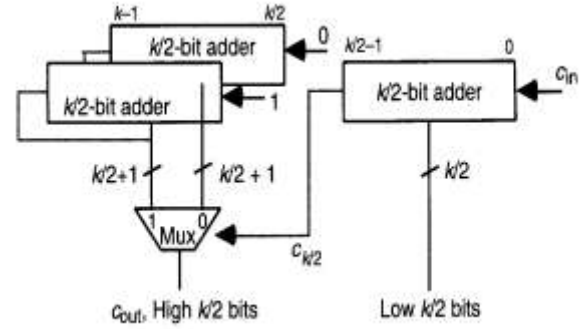 k–1 k/2
k/2-bit adder 0
k/2–1 0
k/2-bit adder 1
k/2-bit adder c_in
k/2+1 k/2 + 1 k/2
1 0
Mux
c_k/2
c_out, High k/2 bits Low k/2 bits